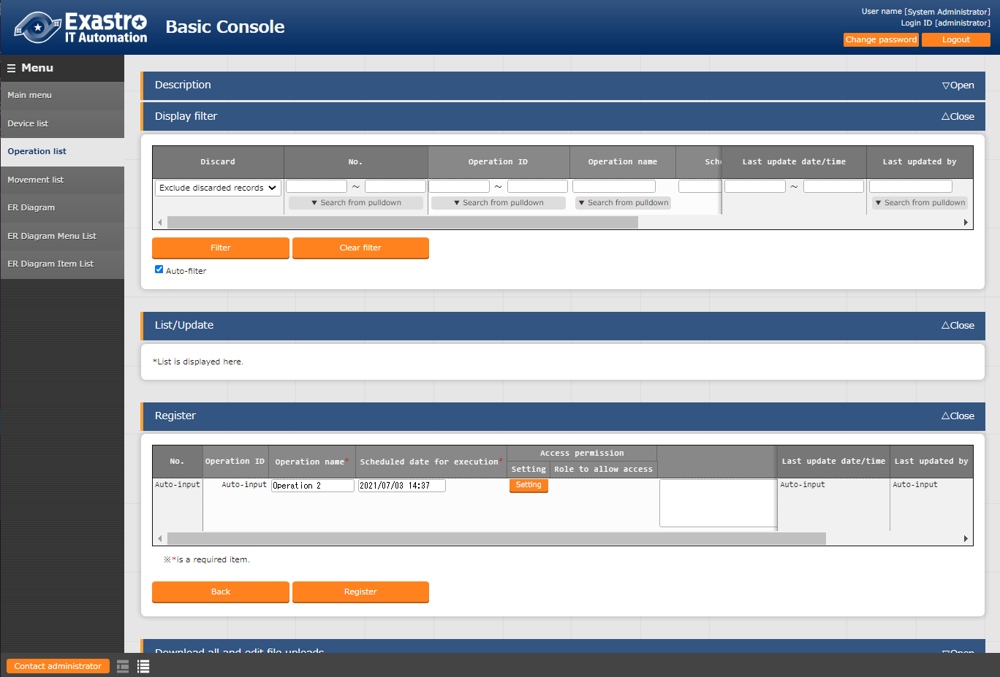 Exastro
IT Automation
Basic Console
User name [System Administrator]
Login ID [administrator]
Change password
Logout
Menu
Main menu
Device list
Operation list
Movement list
ER Diagram
ER Diagram Menu List
ER Diagram Item List
Description
▽Open
Display filter
△Close
Discard No. Operation ID Operation name Sch Last update date/time Last updated by
Exclude discarded records ~ ~ ~
▼ Search from pulldown ▼ Search from pulldown ▼ Search from pulldown ▼ Search from pulldown
Filter
Clear filter
Auto-filter
List/Update
△Close
*List is displayed here.
Register
△Close
No. Operation ID Operation name* Scheduled date for execution* Access permission Last update date/time Last updated by
Setting Role to allow access
Auto-input Auto-input Operation 2 2021/07/03 14:37 Setting Auto-input Auto-input
※*is a required item.
Back
Register
Download all and edit file uploads
▽Open
Contact administrator